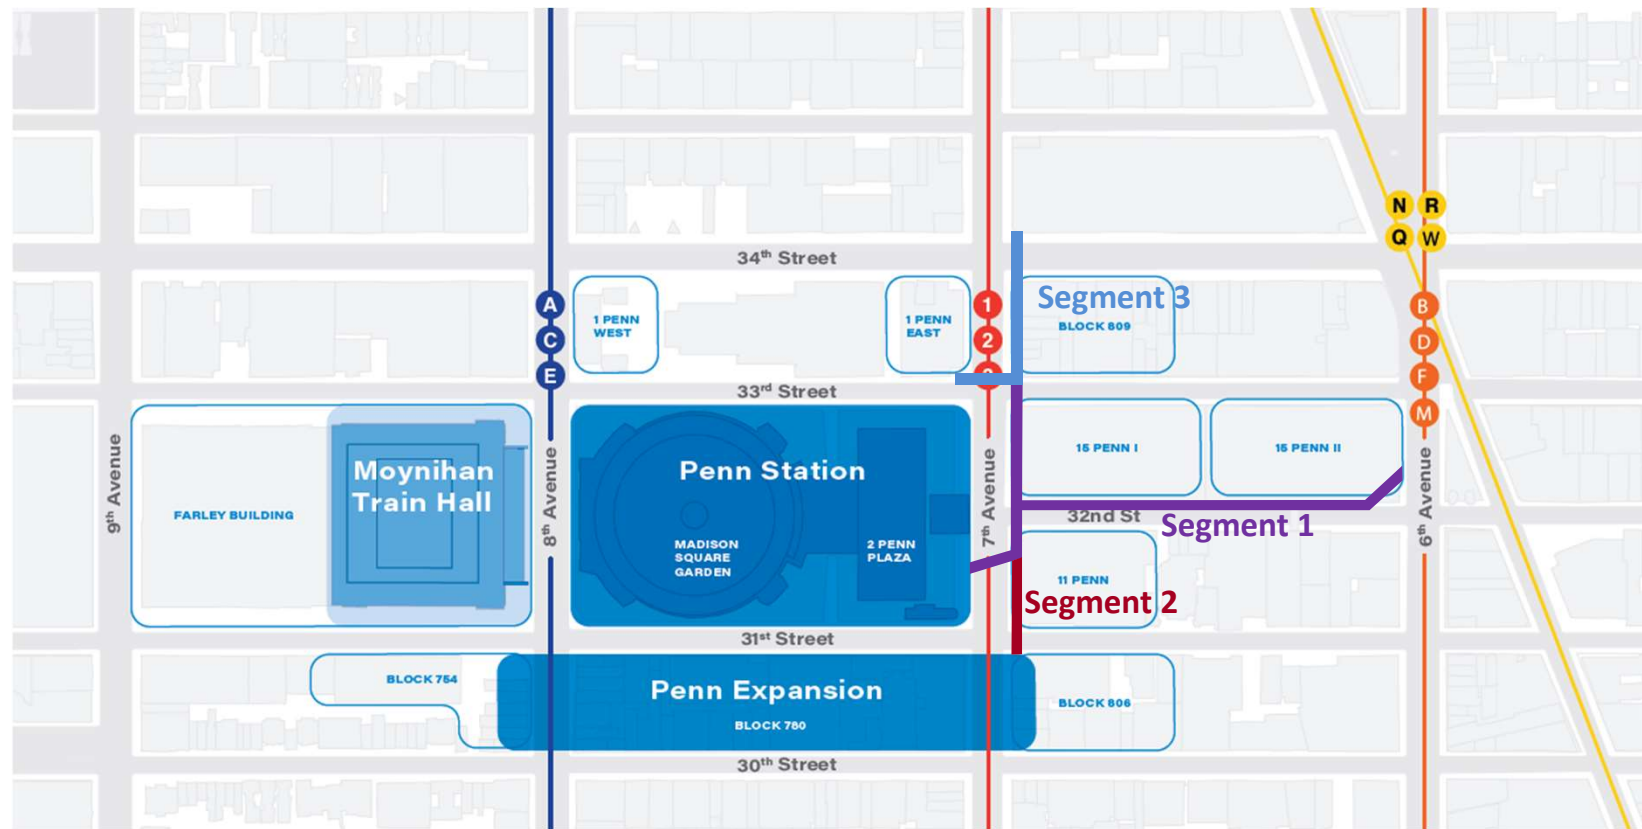 N R
Q W
34th Street
A
C
E
1 PENN
WEST
1 PENN
EAST
1
2
3
Segment 3
BLOCK 809
B
D
F
M
33rd Street
9th Avenue
FARLEY BUILDING
Moynihan
Train Hall
8th Avenue
Penn Station
MADISON
SQUARE
GARDEN
2 PENN
PLAZA
7th Avenue
15 PENN I
15 PENN II
32nd St
Segment 1
6th Avenue
11 PENN
Segment 2
31st Street
BLOCK 754
Penn Expansion
BLOCK 780
BLOCK 806
30th Street